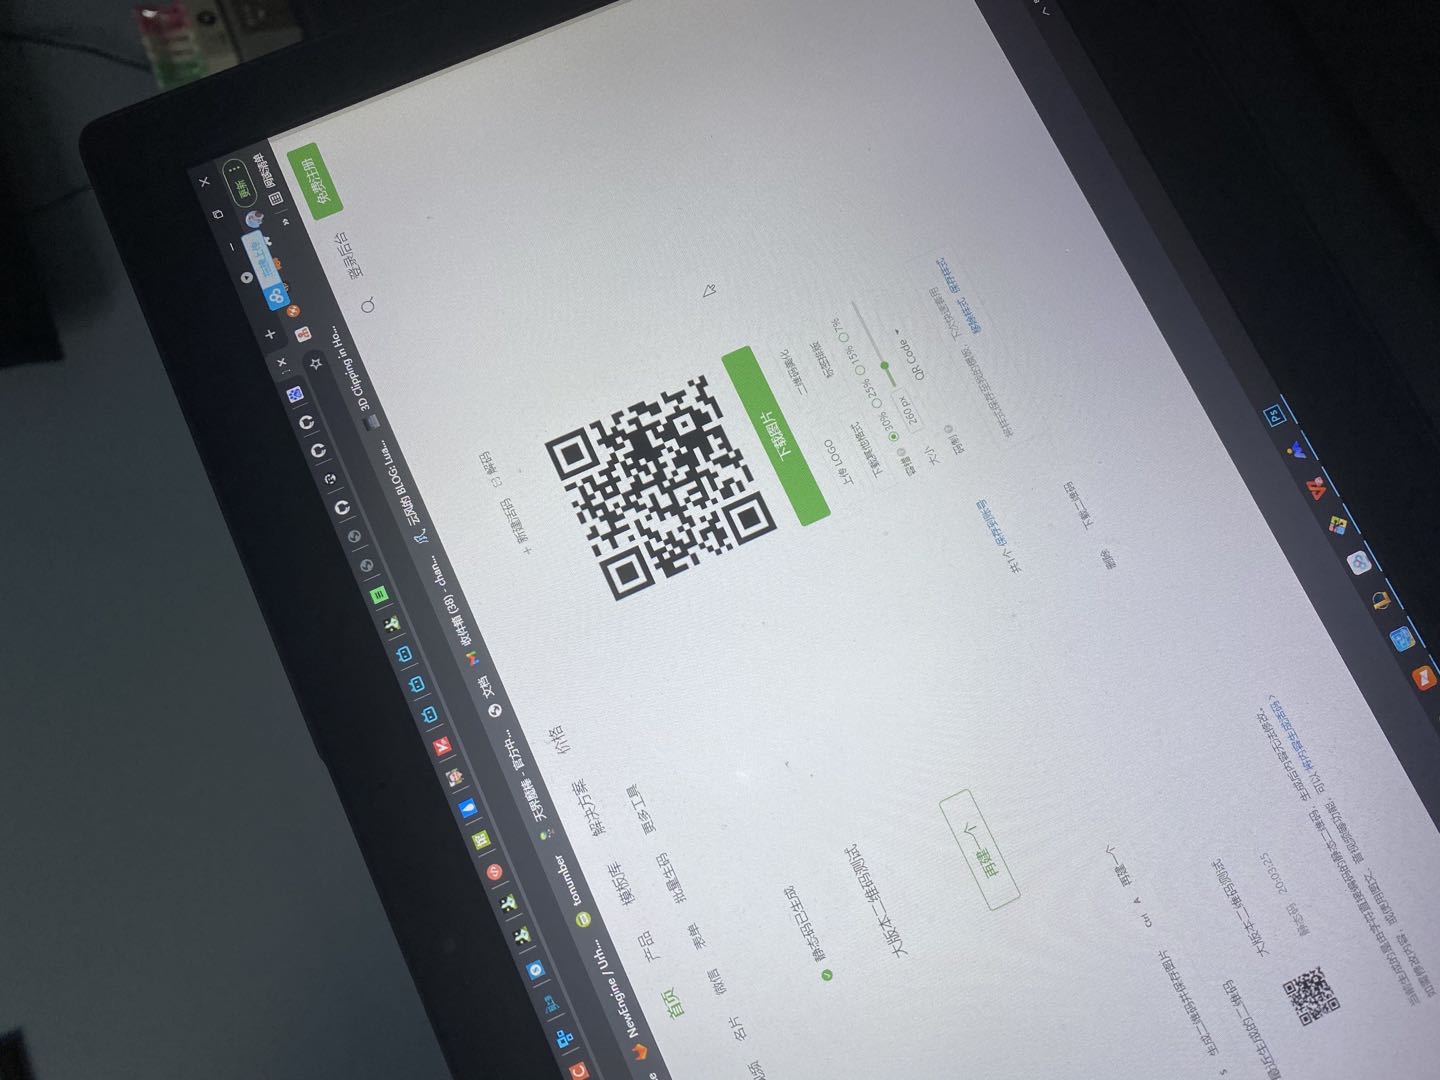 更新
拖拽上传
阅读清单
NewEngine / Urh...
tonumber
天界魔棒 - 官方中...
文档
收件箱 (38) - chan...
云风的 BLOG: Lua...
3D Clipping in Ho...
首页
产品
模板库
解决方案
价格
登录后台
免费注册
视频
名片
微信
表单
批量生码
更多工具
+ 新建活码
解码
静态码已生成
大版本二维码测试
再建一个
下载图片
上传 LOGO
二维码美化
下载其他格式
标签排版
容错 30% 25% 15% 7%
大小 260 px
码制 QR Code
将样式保存至我的模板,下次快速套用
移除样式 保存样式
共1个 保存到账号
删除
下载二维码
S 生成二维码并保存图片 Ctrl A 再建一个
最近生成的二维码
大版本二维码测试
静态码 20:03:25
当前生成的是由字符直接编码的静态二维码,生成后内容无法修改。
如需修改内容,或使用图文、音视频等功能,可以 将内容生成活码 >
Ps